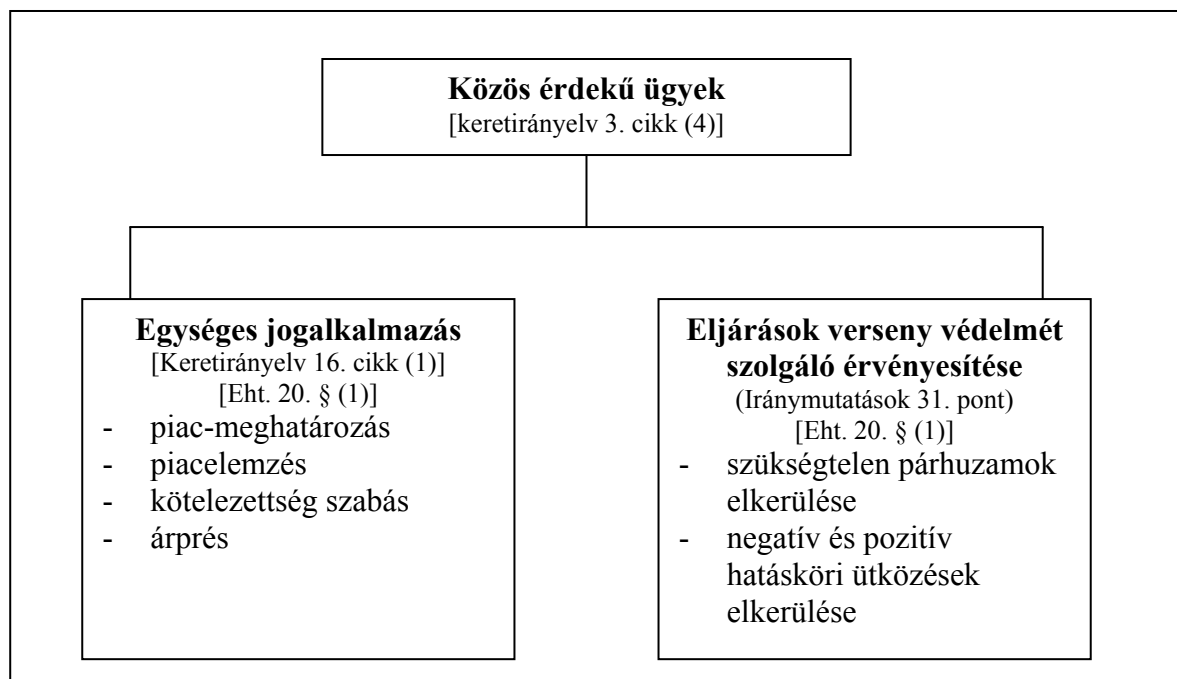 Közös érdekű ügyek
[keretirányelv 3. cikk (4)]
Egységes jogalkalmazás
[Keretirányelv 16. cikk (1)]
[Eht. 20. § (1)]
- piac-meghatározás
- piacelemzés
- kötelezettség szabás
- árprés
Eljárások verseny védelmét
szolgáló érvényesítése
(Iránymutatások 31. pont)
[Eht. 20. § (1)]
- szükségtelen párhuzamok
elkerülése
- negatív és pozitív
hatásköri ütközések
elkerülése